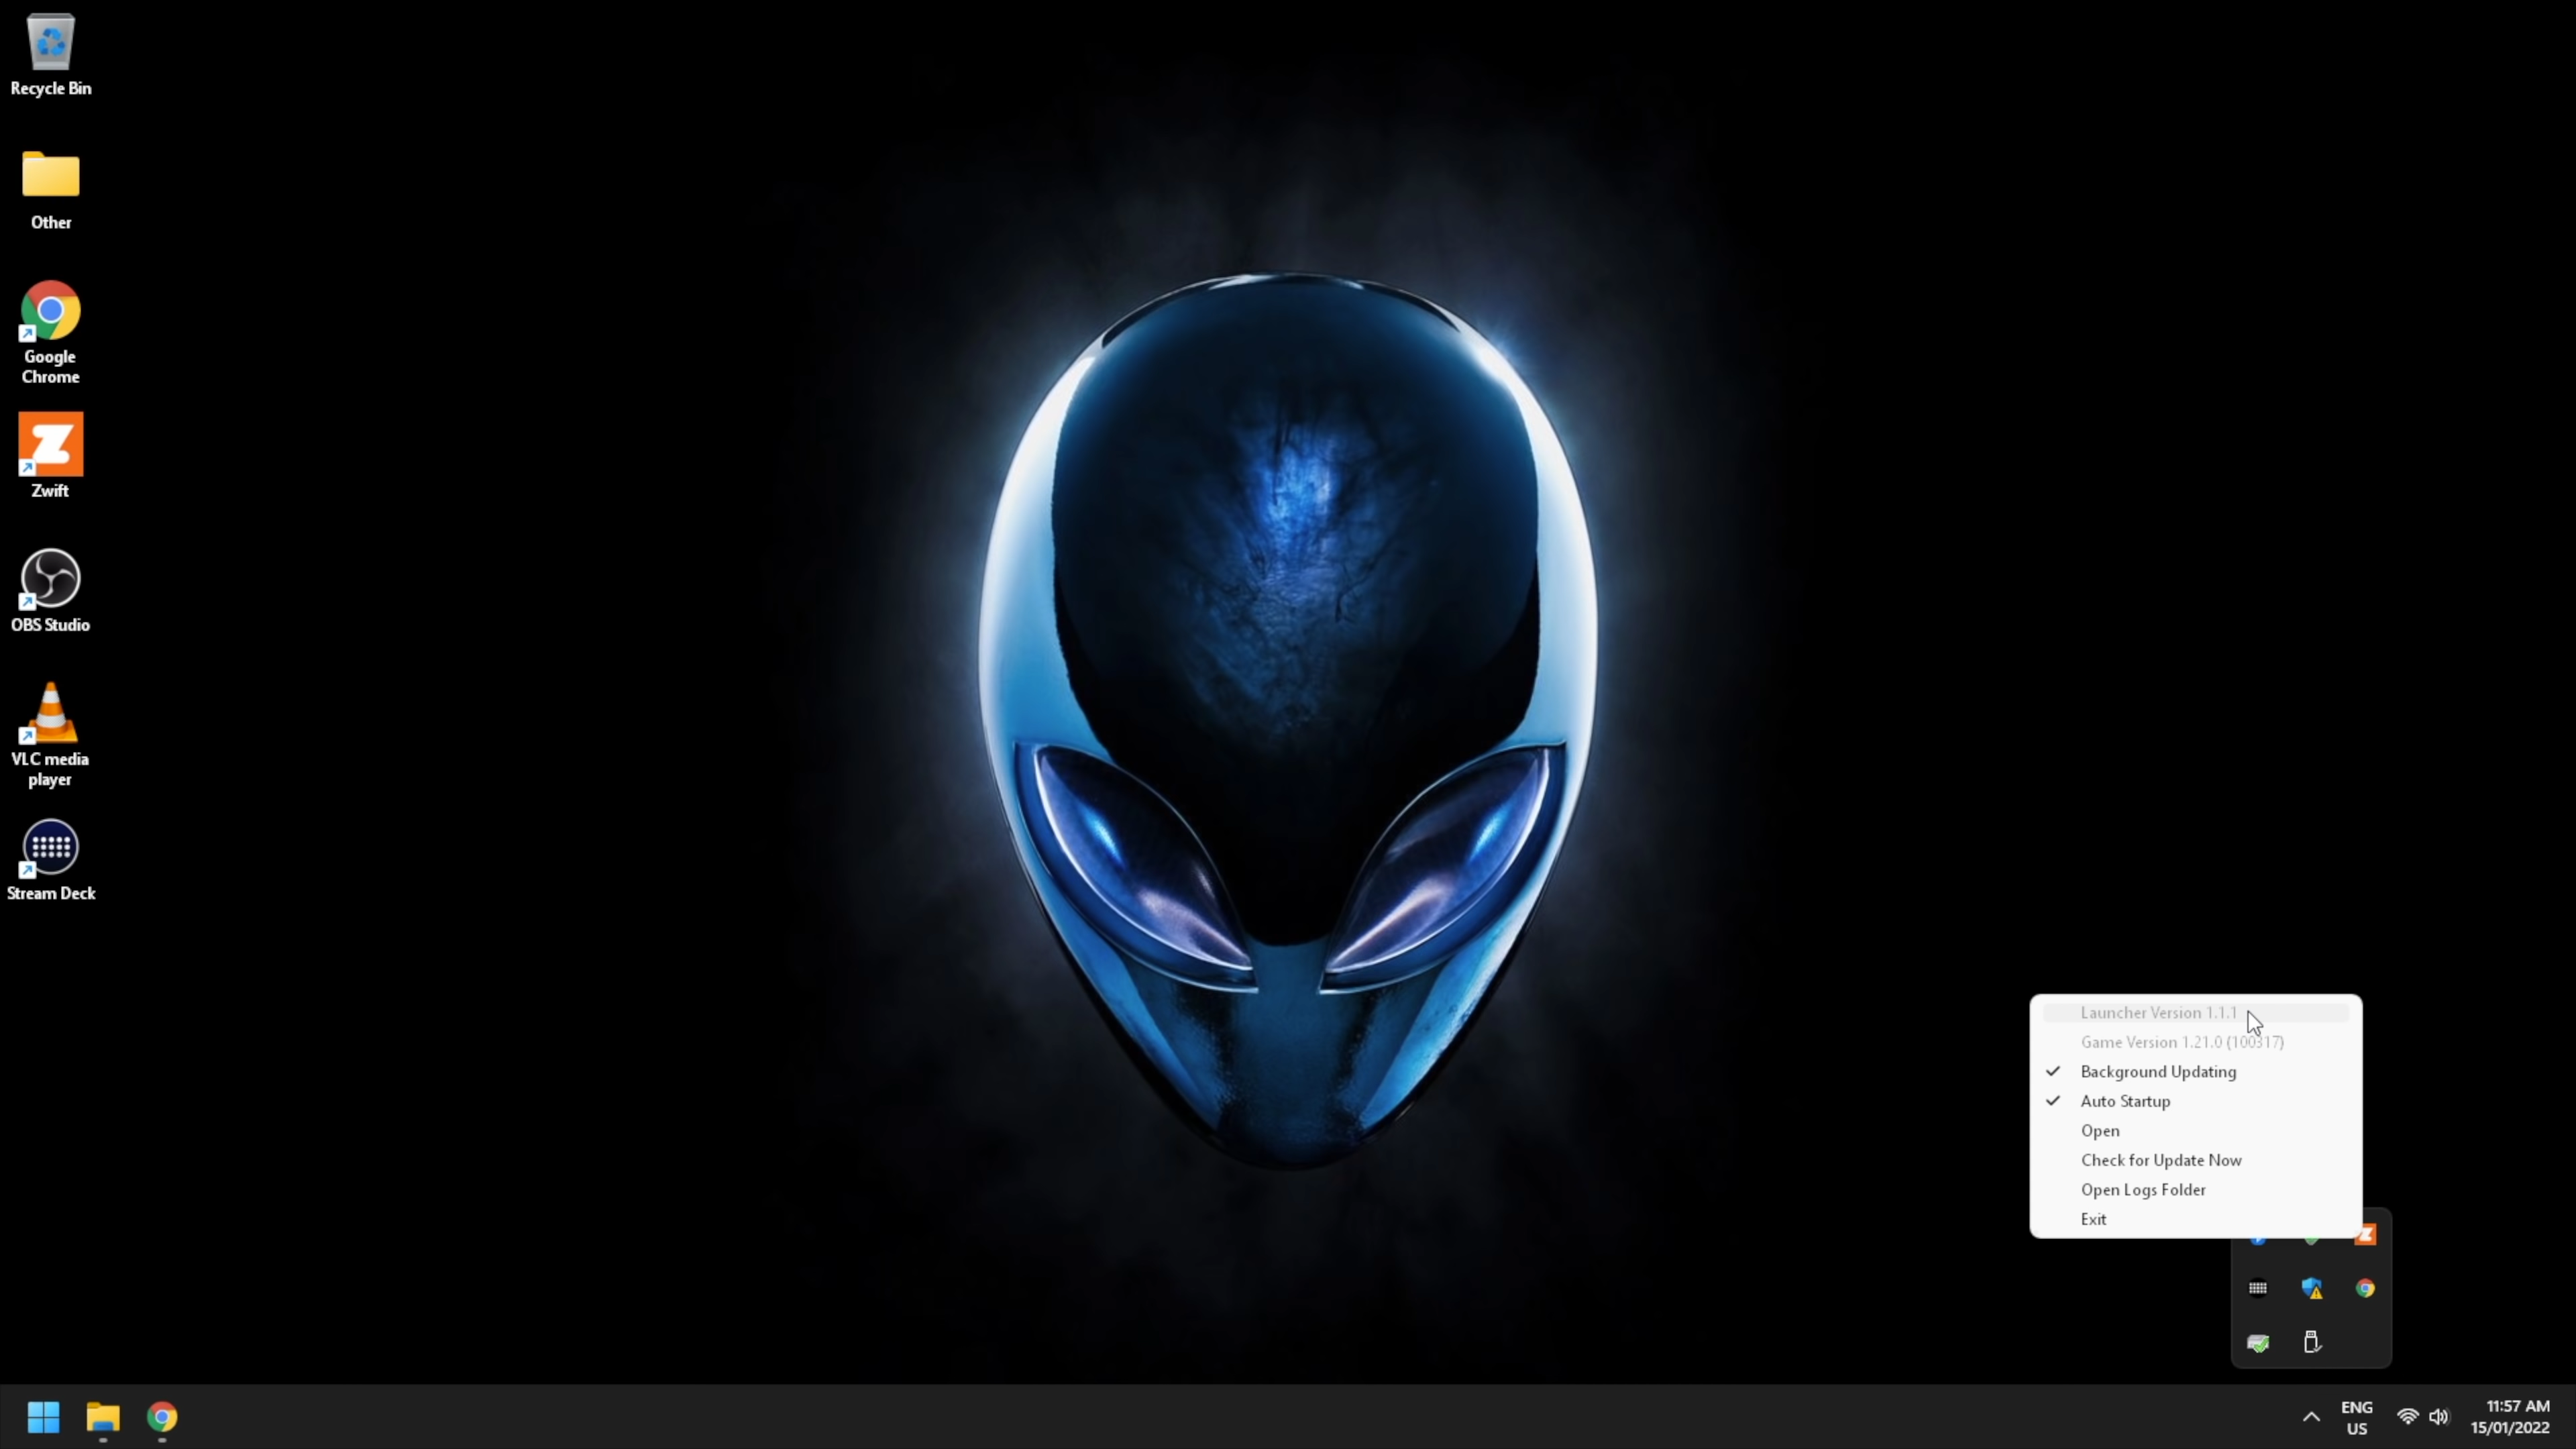 Recycle Bin
Other
Google
Chrome
Zwift
OBS Studio
VLC media
player
Stream Deck
Launcher Version 1.1.1
Game Version 1.21.0 (100317)
Background Updating
Auto Startup
Open
Check for Update Now
Open Logs Folder
Exit
ENG
US
11:57 AM
15/01/2022